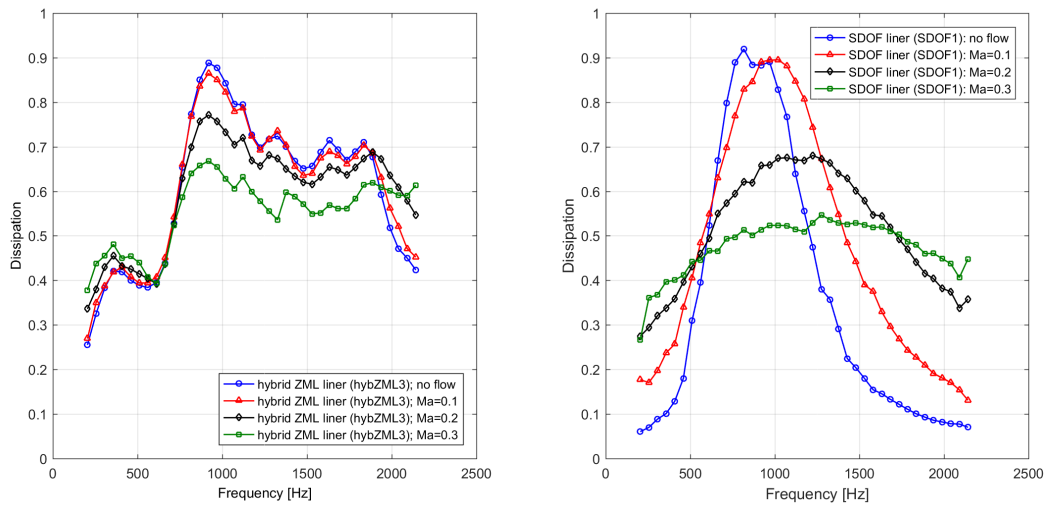 1
0.9
0.8
0.7
0.6
0.5
0.4
0.3
0.2
0.1
0
Dissipation
0
500
1000
1500
2000
2500
Frequency [Hz]
hybrid ZML liner (hybZML3); no flow
hybrid ZML liner (hybZML3); Ma=0.1
hybrid ZML liner (hybZML3); Ma=0.2
hybrid ZML liner (hybZML3); Ma=0.3
1
0.9
0.8
0.7
0.6
0.5
0.4
0.3
0.2
0.1
0
Dissipation
0
500
1000
1500
2000
2500
Frequency [Hz]
SDOF liner (SDOF1): no flow
SDOF liner (SDOF1): Ma=0.1
SDOF liner (SDOF1): Ma=0.2
SDOF liner (SDOF1): Ma=0.3